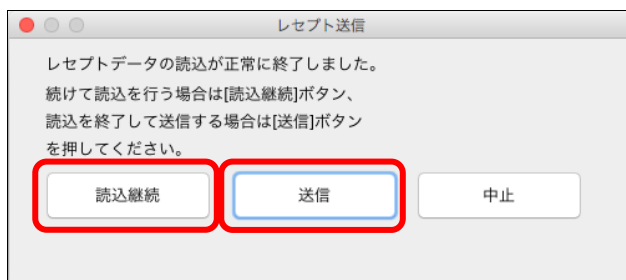 レセプト送信
レセプトデータの読込が正常に終了しました。
続けて読込を行う場合は[読込継続]ボタン、
読込を終了して送信する場合は[送信]ボタン
を押してください。
読込継続 送信 中止